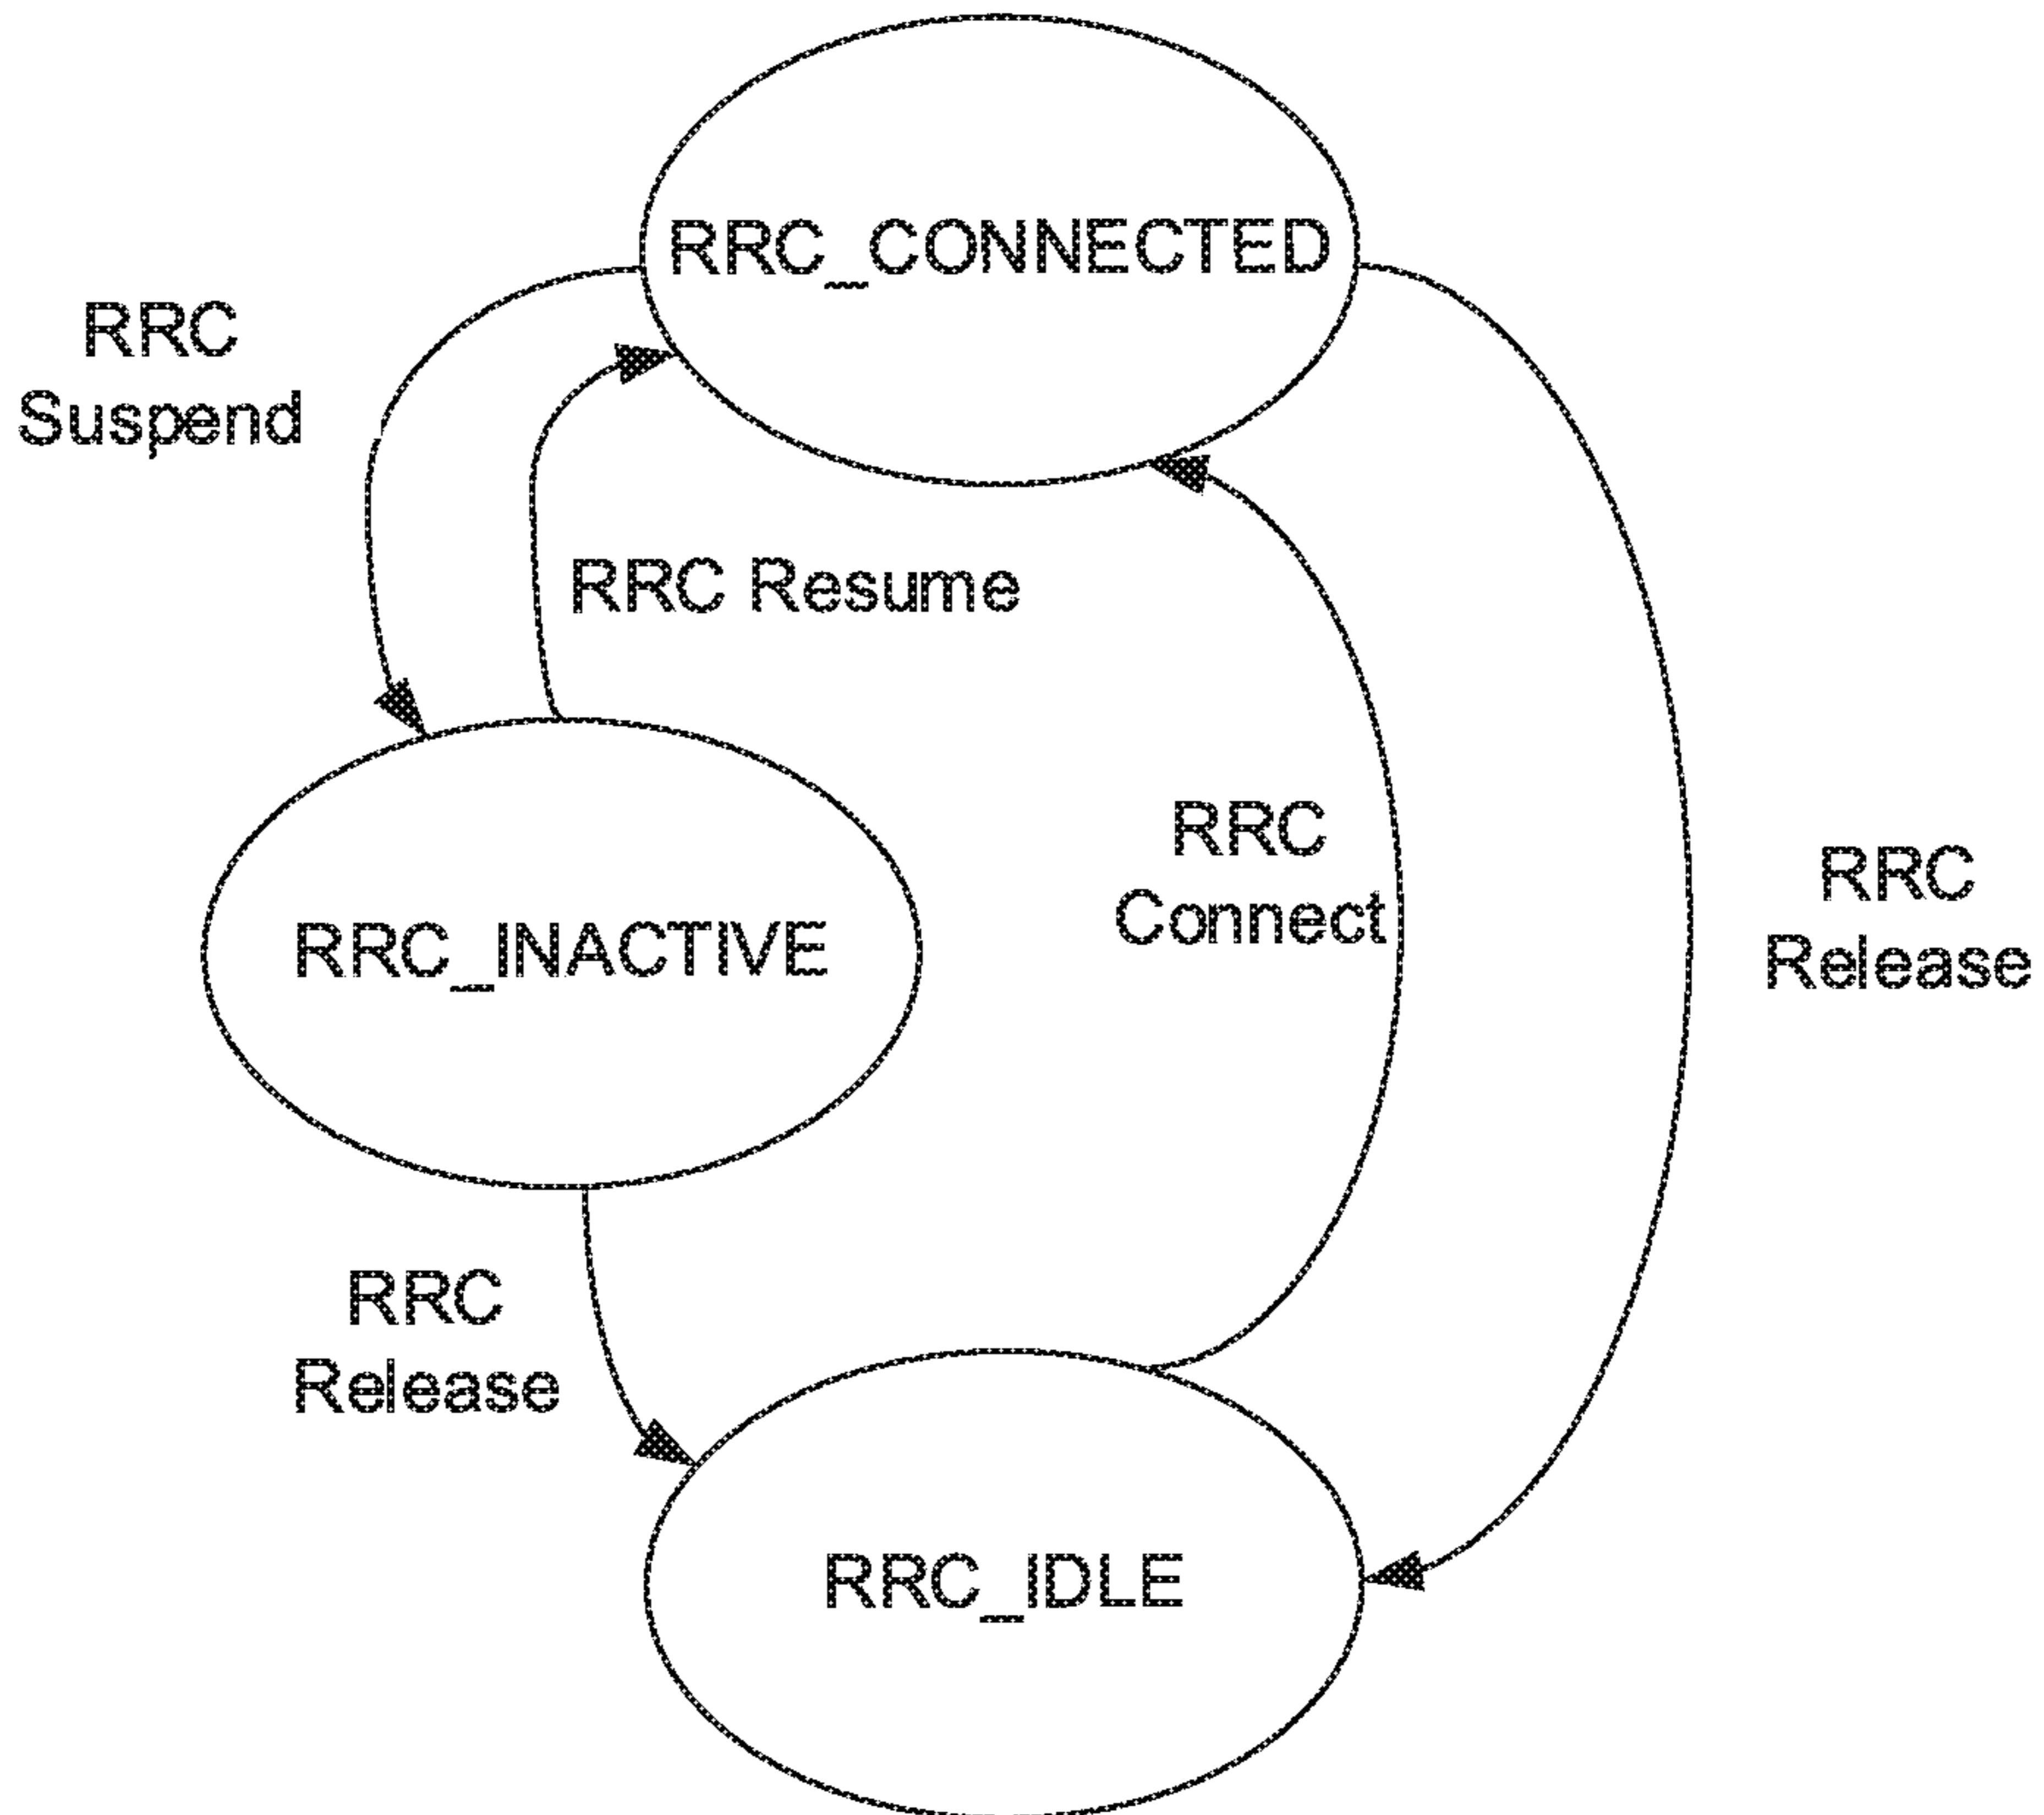 RRC_CONNECTED
RRC
Suspend
RRC Resume
RRC
Connect
RRC
Release
RRC_INACTIVE
RRC
Release
RRC_IDLE